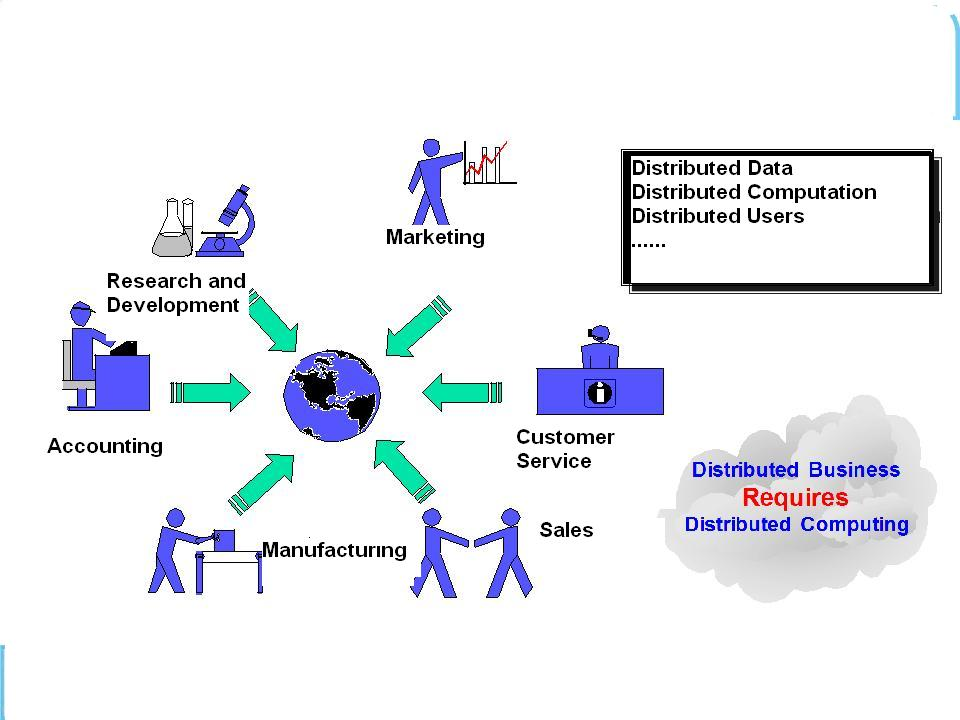 Marketing
Distributed Data
Distributed Computation
Distributed Users
......
Research and
Development
Accounting
Customer
Service
Distributed Business
Requires
Distributed Computing
Sales
Manufacturing